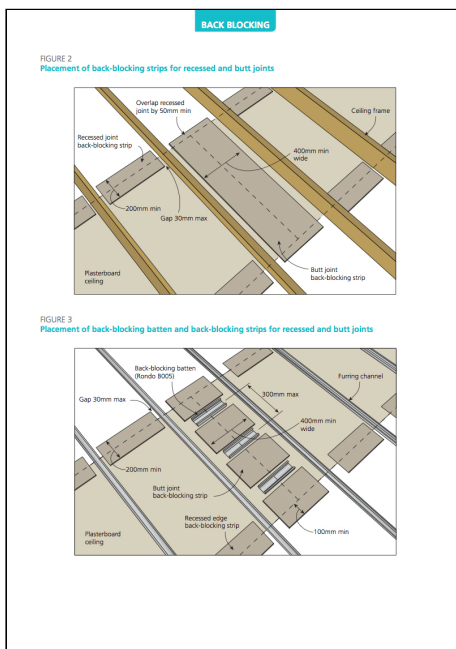 BACK BLOCKING
FIGURE 2
Placement of back-blocking strips for recessed and butt joints
Overlap recessed
joint by 50mm min
Ceiling frame
Recessed joint
back-blocking strip
400mm min
wide
200mm min
Gap 30mm max
Butt joint
back-blocking strip
Plasterboard
ceiling
FIGURE 3
Placement of back-blocking batten and back-blocking strips for recessed and butt joints
Back-blocking batten
(Rondo B005)
Furring channel
Gap 30mm max
300mm max
400mm min
wide
200mm min
Butt joint
back-blocking strip
Recessed edge
back-blocking strip
100mm min
Plasterboard
ceiling